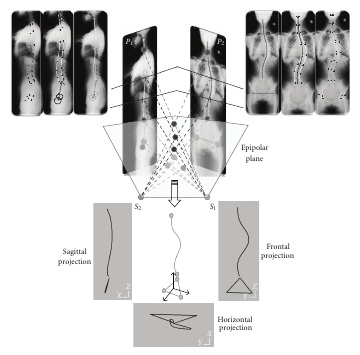 P1
P2
Epipolar
plane
S2
S1
Sagittal
projection
Z
X
Frontal
projection
Z
Y
Horizontal
projection
X
Y